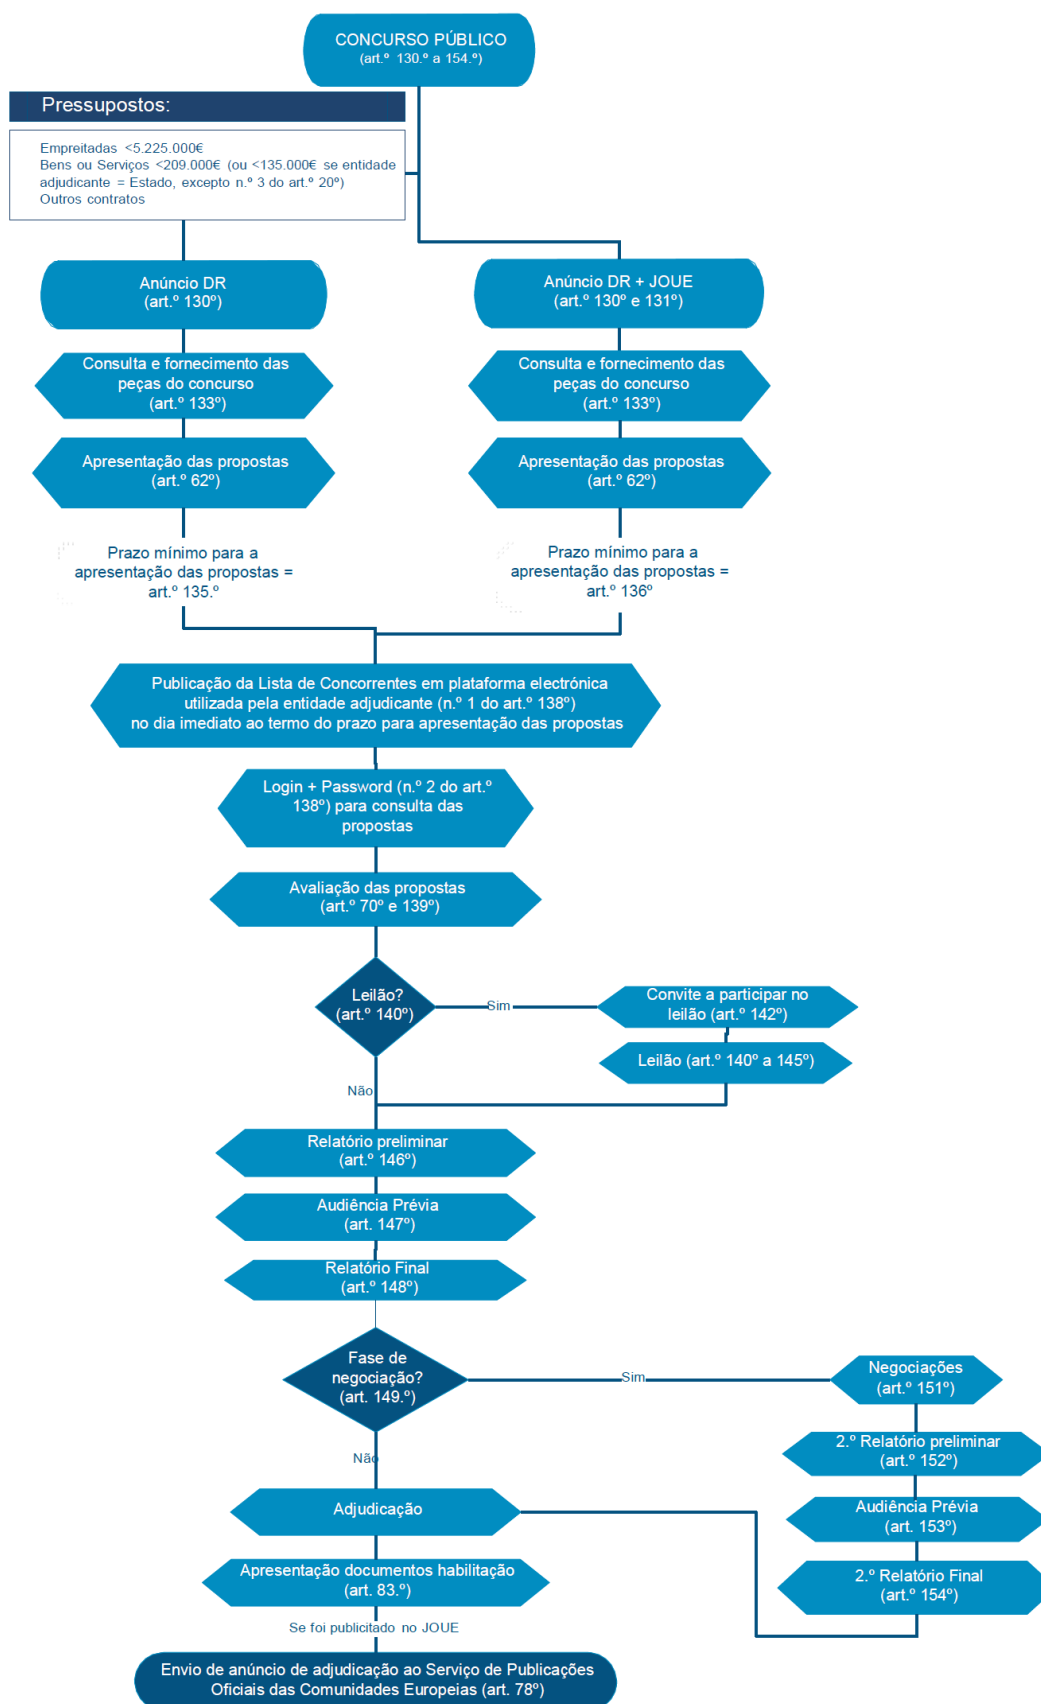 CONCURSO PÚBLICO
(art.º 130.º a 154.º)
Pressupostos:
Empreitadas <5.225.000€
Bens ou Serviços <209.000€ (ou <135.000€ se entidade
adjudicante = Estado, excepto n.º 3 do art.º 20º)
Outros contratos
Anúncio DR
(art.º 130º)
Anúncio DR + JOUE
(art.º 130º e 131º)
Consulta e fornecimento das
peças do concurso
(art.º 133º)
Consulta e fornecimento das
peças do concurso
(art.º 133º)
Apresentação das propostas
(art.º 62º)
Apresentação das propostas
(art.º 62º)
Prazo mínimo para a
apresentação das propostas =
art.º 135.º
Prazo mínimo para a
apresentação das propostas =
art.º 136º
Publicação da Lista de Concorrentes em plataforma electrónica
utilizada pela entidade adjudicante (n.º 1 do art.º 138º)
no dia imediato ao termo do prazo para apresentação das propostas
Login + Password (n.º 2 do art.º
138º) para consulta das
propostas
Avaliação das propostas
(art.º 70º e 139º)
Leilão?
(art.º 140º)
Sim
Convite a participar no
leilão (art.º 142º)
Leilão (art.º 140º a 145º)
Não
Relatório preliminar
(art.º 146º)
Audiência Prévia
(art. 147º)
Relatório Final
(art.º 148º)
Fase de
negociação?
(art. 149.º)
Sim
Negociações
(art.º 151º)
2.º Relatório preliminar
(art.º 152º)
Audiência Prévia
(art. 153º)
2.º Relatório Final
(art.º 154º)
Não
Adjudicação
Apresentação documentos habilitação
(art. 83.º)
Se foi publicitado no JOUE
Envio de anúncio de adjudicação ao Serviço de Publicações
Oficiais das Comunidades Europeias (art. 78º)